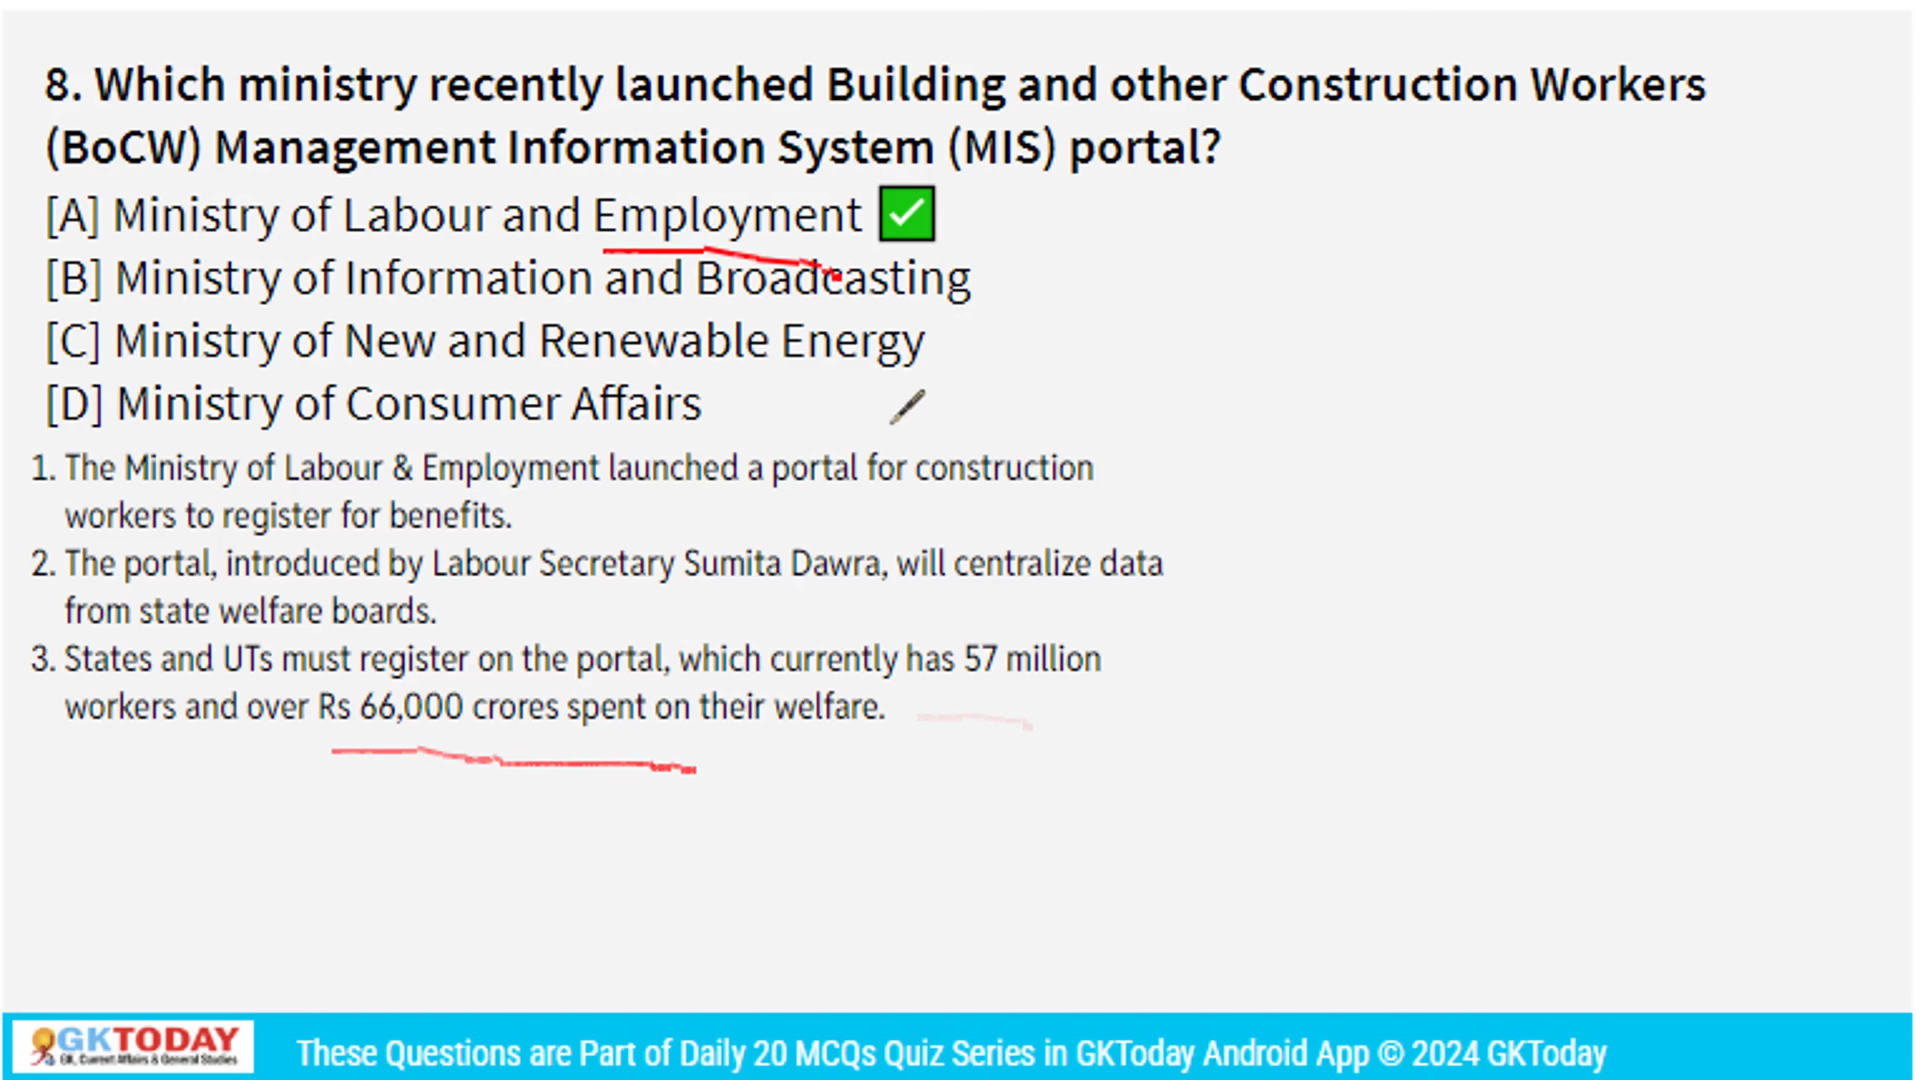 8. Which ministry recently launched Building and other Construction Workers
(BoCW) Management Information System (MIS) portal?
[A] Ministry of Labour and Employment
[B] Ministry of Information and Broadcasting
[C] Ministry of New and Renewable Energy
[D] Ministry of Consumer Affairs
1. The Ministry of Labour & Employment launched a portal for construction
workers to register for benefits.
2. The portal, introduced by Labour Secretary Sumita Dawra, will centralize data
from state welfare boards.
3. States and UTs must register on the portal, which currently has 57 million
workers and over Rs 66,000 crores spent on their welfare.
GKTODAY
GK, Current Affairs & General Studies
These Questions are Part of Daily 20 MCQs Quiz Series in GKToday Android App © 2024 GKToday